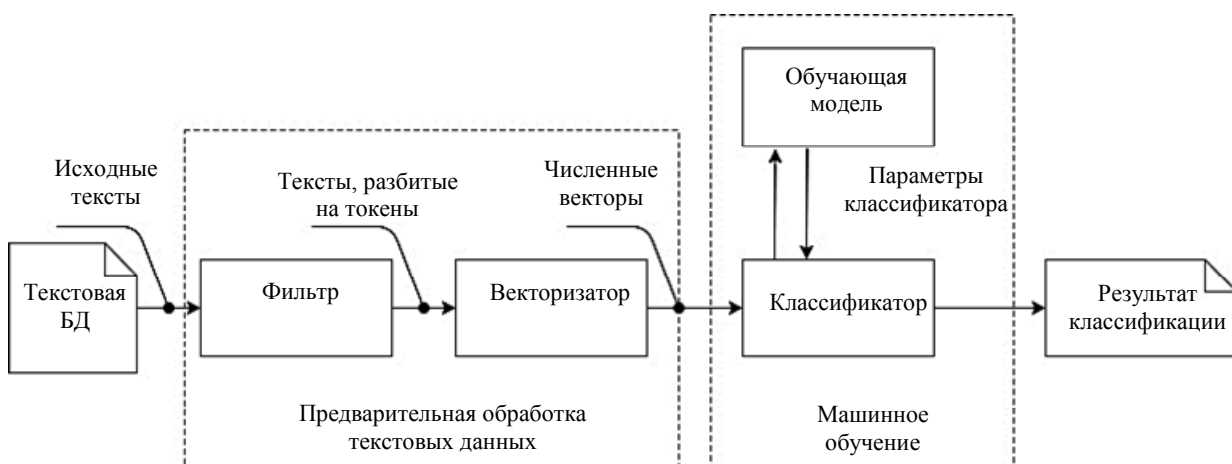 Обучающая
модель
Исходные
тексты
Тексты, разбитые
на токены
Численные
векторы
Параметры
классификатора
Текстовая
БД
Фильтр
Векторизатор
Классификатор
Результат
классификации
Предварительная обработка
текстовых данных
Машинное
обучение